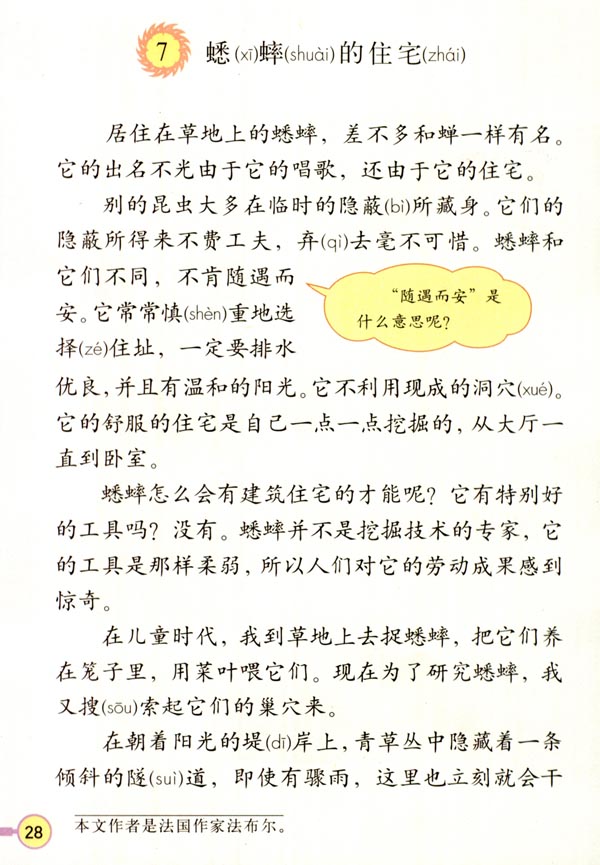 7 蟋(xī)蟀(shuài)的住宅(zhái)
居住在草地上的蟋蟀，差不多和蝉一样有名。
它的出名不光由于它的唱歌，还由于它的住宅。
别的昆虫大多在临时的隐蔽(bì)所藏身。它们的
隐蔽所得来不费工夫，弃(qì)去毫不可惜。蟋蟀和
它们不同，不肯随遇而
安。它常常慎(shèn)重地选
择(zé)住址，一定要排水
“随遇而安”是
什么意思呢？
优良，并且有温和的阳光。它不利用现成的洞穴(xué)。
它的舒服的住宅是自己一点一点挖掘的，从大厅一
直到卧室。
蟋蟀怎么会有建筑住宅的才能呢？它有特别好
的工具吗？没有。蟋蟀并不是挖掘技术的专家，它
的工具是那样柔弱，所以人们对它的劳动成果感到
惊奇。
在儿童时代，我到草地上去捉蟋蟀，把它们养
在笼子里，用菜叶喂它们。现在为了研究蟋蟀，我
又搜(sōu)索起它们的巢穴来。
在朝着阳光的堤(dī)岸上，青草丛中隐藏着一条
倾斜的隧(suì)道，即使有骤雨，这里也立刻就会干
本文作者是法国作家法布尔。
28